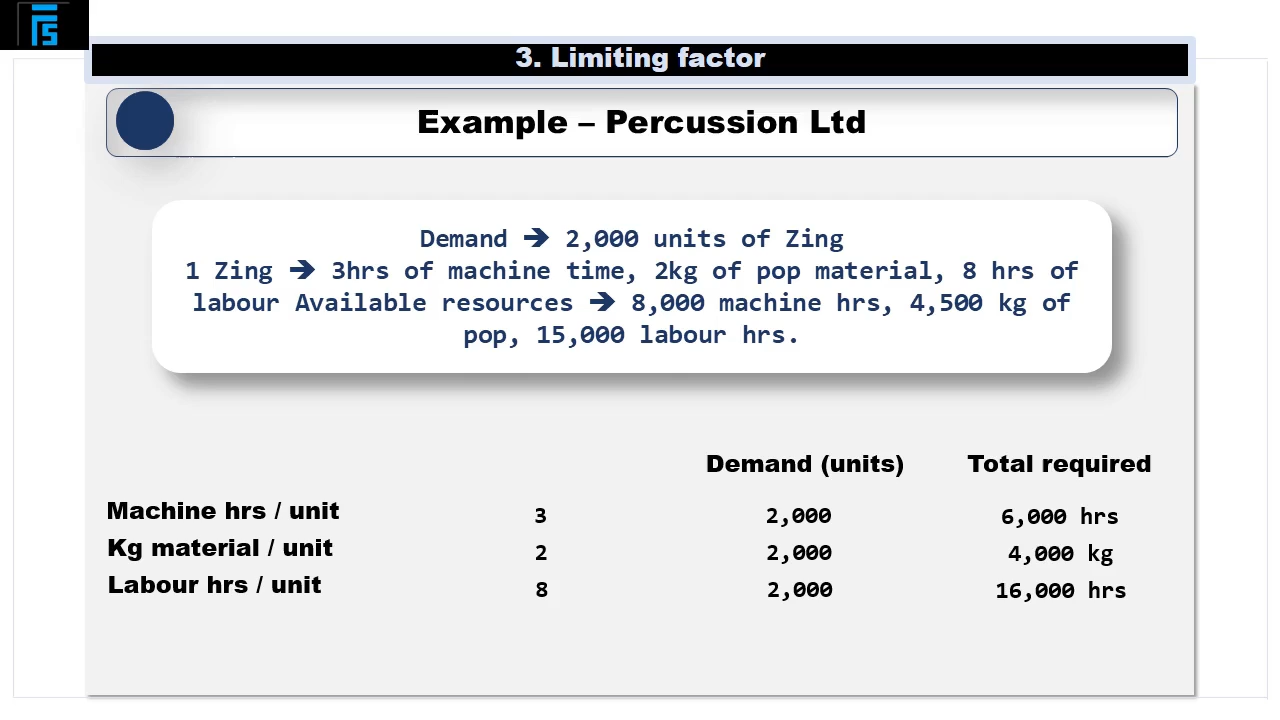 FS
3. Limiting factor
Example – Percussion Ltd
Demand ➔ 2,000 units of Zing
1 Zing ➔ 3hrs of machine time, 2kg of pop material, 8 hrs of
labour Available resources ➔ 8,000 machine hrs, 4,500 kg of
pop, 15,000 labour hrs.
Demand (units) Total required
Machine hrs / unit 3 2,000 6,000 hrs
Kg material / unit 2 2,000 4,000 kg
Labour hrs / unit 8 2,000 16,000 hrs